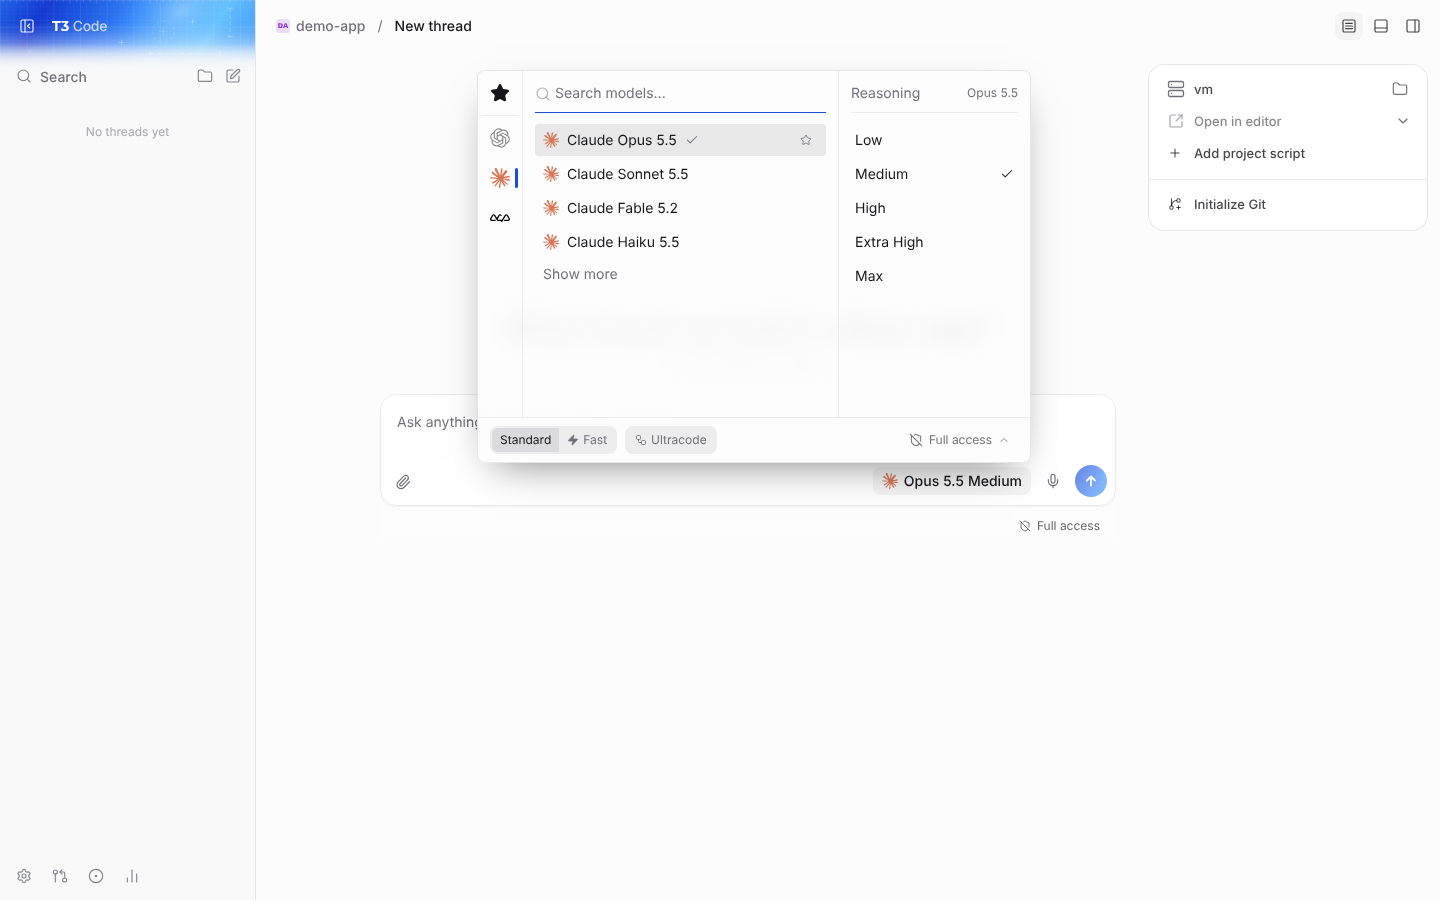 T3 Code
demo-app / New thread
Search
No threads yet
Search models...
Claude Opus 5.5
Claude Sonnet 5.5
Claude Fable 5.2
Claude Haiku 5.5
Show more
Reasoning Opus 5.5
Low
Medium
High
Extra High
Max
Standard Fast Ultracode Full access
Ask anything
Opus 5.5 Medium
Full access
DA
vm
Open in editor
Add project script
Initialize Git